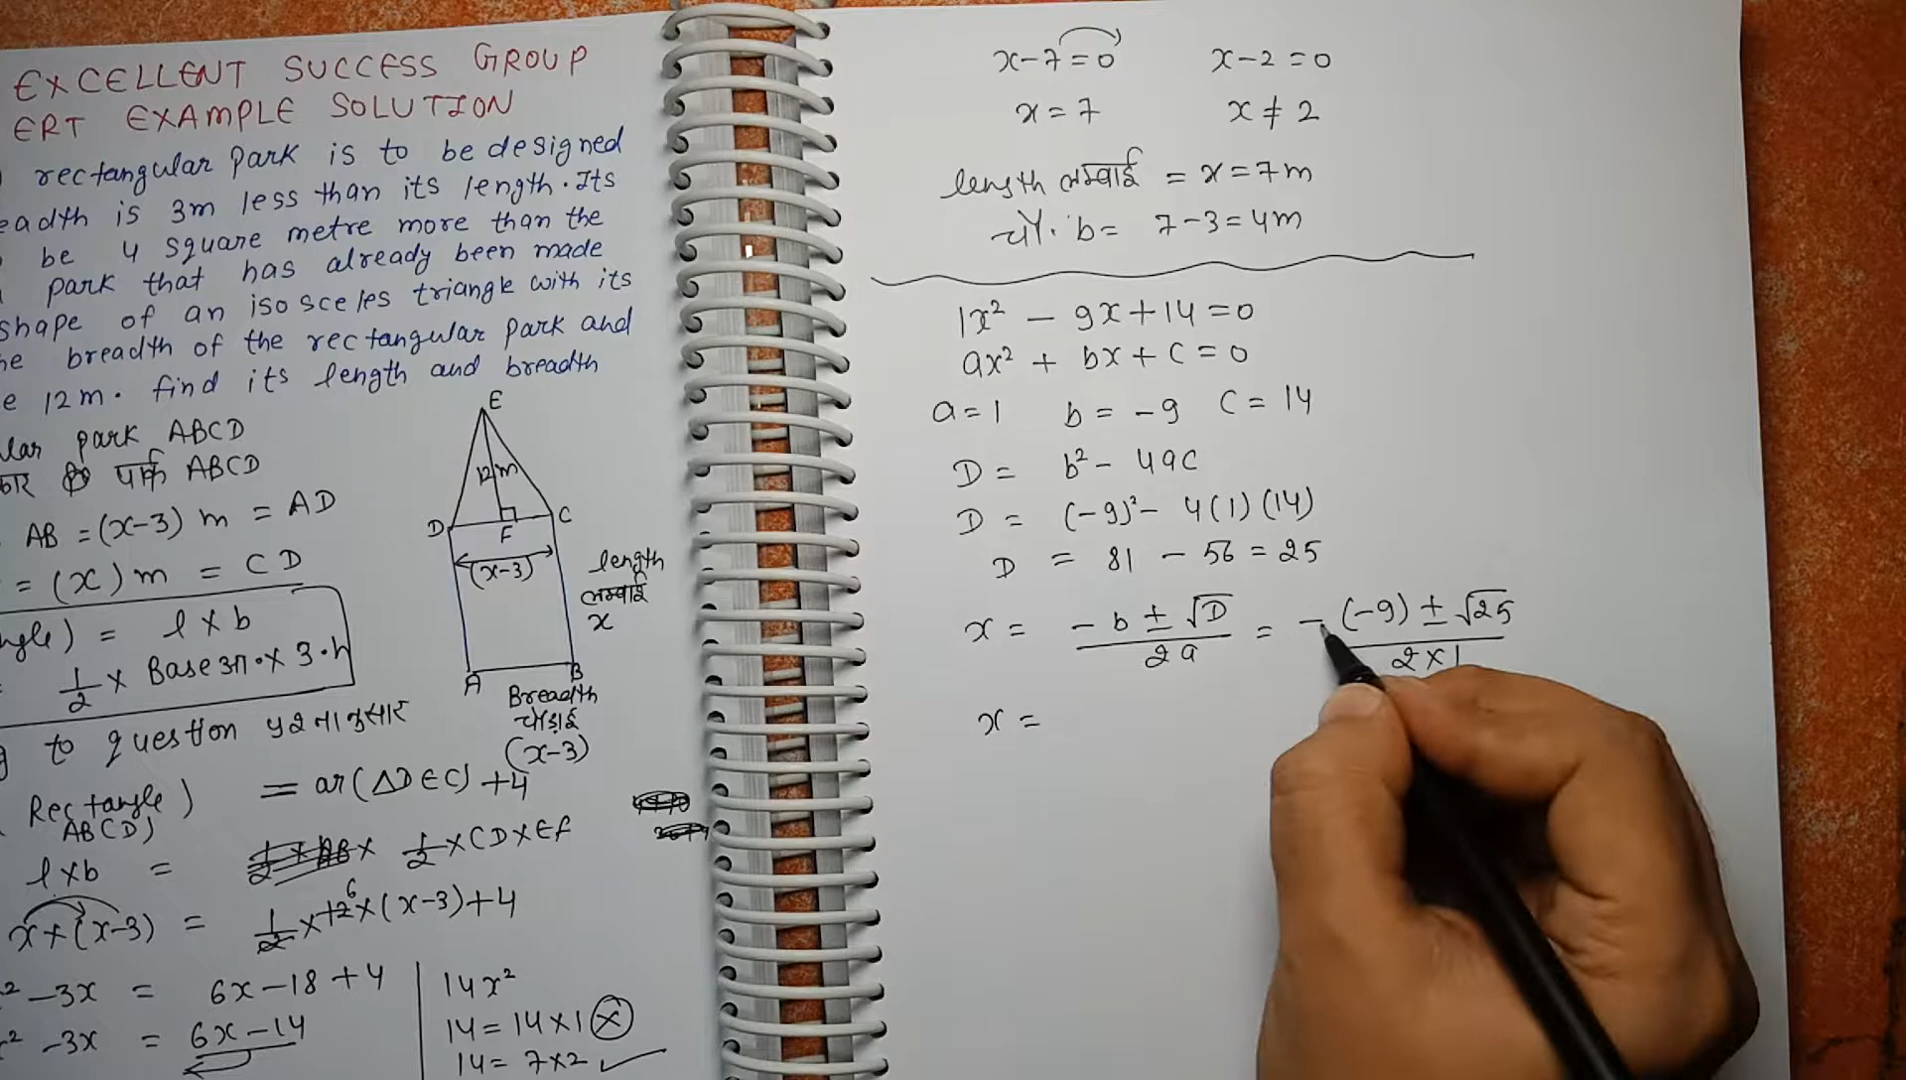 EXCELLENT SUCCESS GROUP
ERT EXAMPLE SOLUTION
rectangular park is to be designed
eadth is 3m less than its length. Its
be 4 square metre more than the
park that has already been made
shape of an isosceles triangle with its
breadth of the rectangular park and
e 12m. find its length and breadth
lar park ABCD
पार्क ABCD
AB = (x-3) m = AD
= (x) m = CD
ngle) = l × b
1/2 × Base आ.× 3.h
to question प्रश्नानुसार
Rectangle) = ar(ΔDEC) + 4
ABCD)
l×b = 1/2 × CD × EF
x × (x-3) = 1/2 × 12 6 × (x-3) + 4
-3x = 6x - 18 + 4
-3x = 6x - 14
14x²
14 = 14 × 1 ×
14 = 7 × 2 ✓
E
12m
D F C
(x-3)
length
लम्बाई
x
A B
Breadth
चौड़ाई
(x-3)
x - 7 = 0 x - 2 = 0
x = 7 x ≠ 2
length लम्बाई = x = 7m
चौ. b = 7 - 3 = 4m
1x² - 9x + 14 = 0
ax² + bx + c = 0
a = 1 b = -9 C = 14
D = b² - 4ac
D = (-9)² - 4(1)(14)
D = 81 - 56 = 25
x = -b ± √D / 2a = -(-9) ± √25 / 2×1
x =